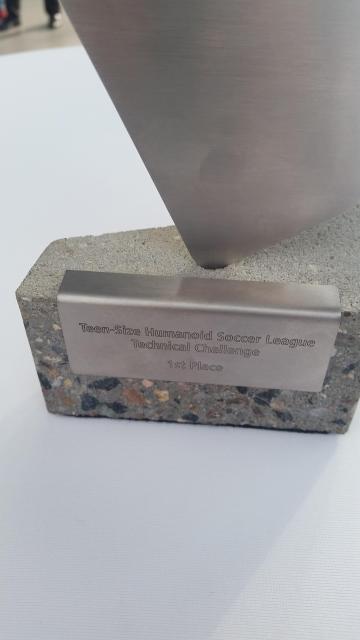 Teen-Size Humanoid Soccer League
Technical Challenge
1st Place